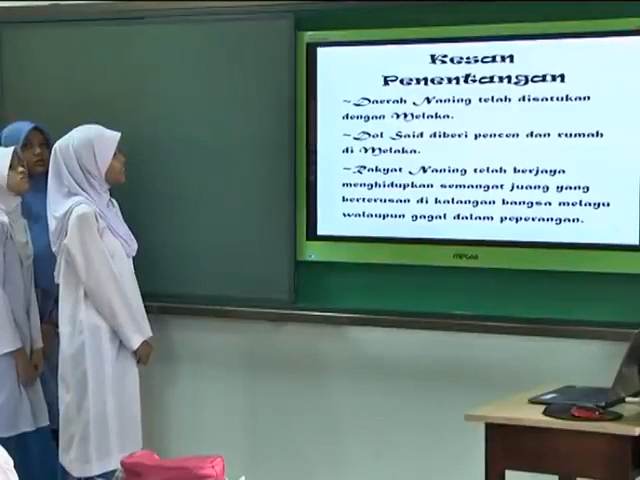 Kesan
Penentangan
~Daerah Naning telah disatukan
dengan Melaka.
~Dol Said diberi pencen dan rumah
di Melaka.
~Rakyat Naning telah berjaya
menghidupkan semangat juang yang
berterusan di kalangan bangsa melayu
walaupun gagal dalam peperangan.